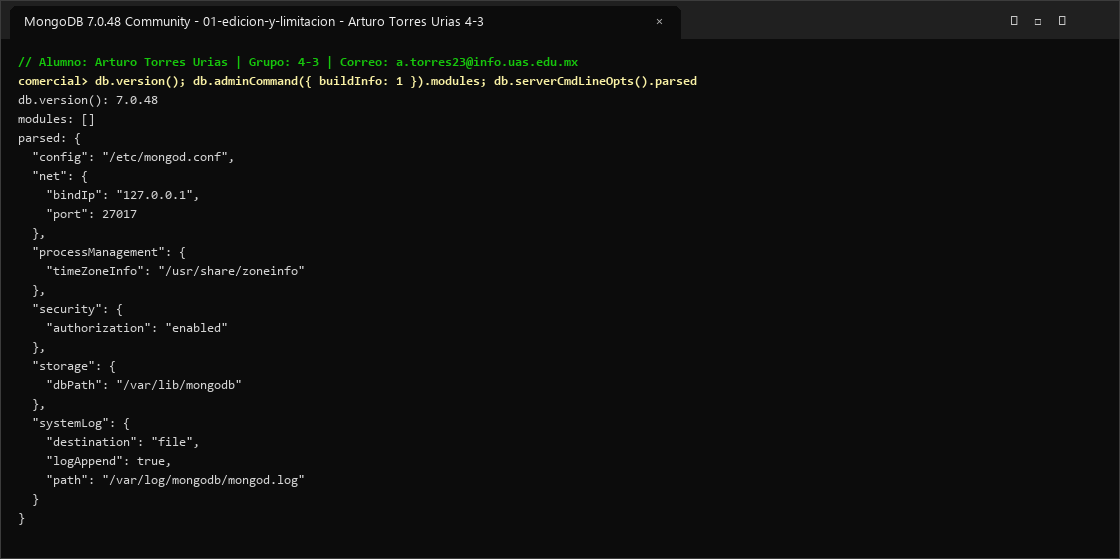 MongoDB 7.0.48 Community - 01-edicion-y-limitacion - Arturo Torres Urias 4-3
// Alumno: Arturo Torres Urias | Grupo: 4-3 | Correo: a.torres23@info.uas.edu.mx
comercial> db.version(); db.adminCommand({ buildInfo: 1 }).modules; db.serverCmdLineOpts().parsed
db.version(): 7.0.48
modules: []
parsed: {
  "config": "/etc/mongod.conf",
  "net": {
    "bindIp": "127.0.0.1",
    "port": 27017
  },
  "processManagement": {
    "timeZoneInfo": "/usr/share/zoneinfo"
  },
  "security": {
    "authorization": "enabled"
  },
  "storage": {
    "dbPath": "/var/lib/mongodb"
  },
  "systemLog": {
    "destination": "file",
    "logAppend": true,
    "path": "/var/log/mongodb/mongod.log"
  }
}